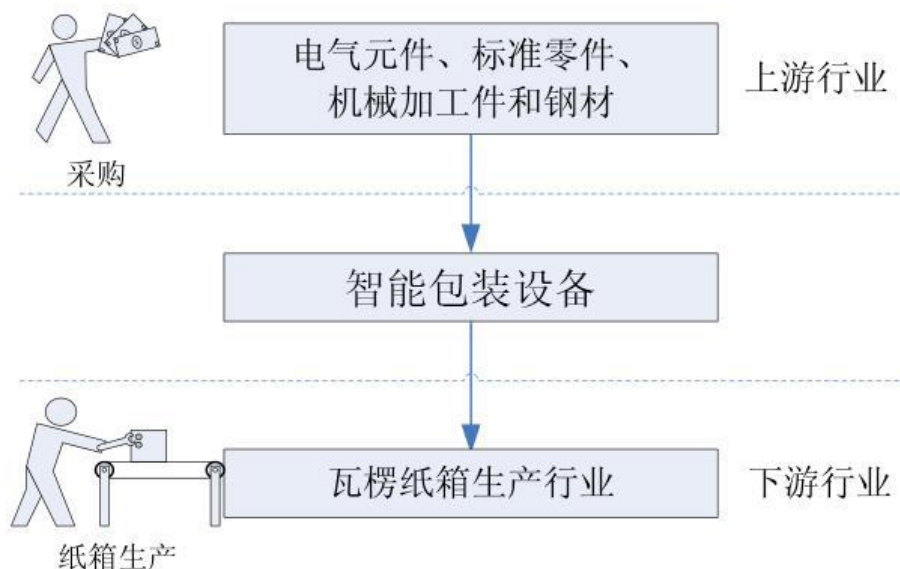 电气元件、标准零件、
机械加工件和钢材
上游行业
采购
智能包装设备
瓦楞纸箱生产行业
下游行业
纸箱生产